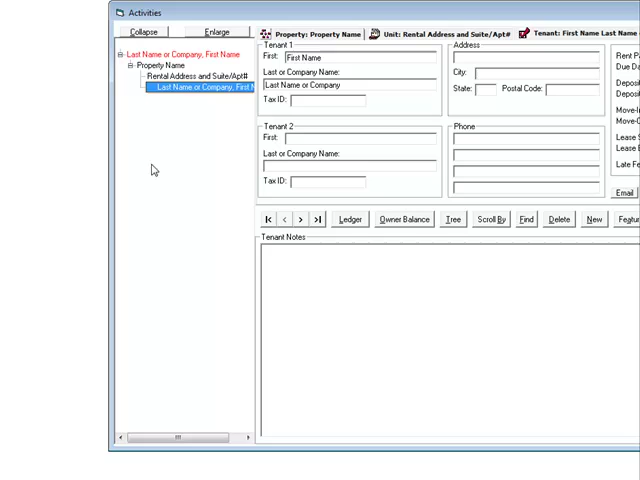 Activities
Collapse
Enlarge
Last Name or Company, First Name
Property Name
Rental Address and Suite/Apt#
Last Name or Company, First N
Property: Property Name
Unit: Rental Address and Suite/Apt#
Tenant: First Name Last Name
Tenant 1
First: First Name
Last or Company Name:
Last Name or Company
Tax ID:
Address
City:
State:
Postal Code:
Rent Pa
Due Da
Deposi
Deposi
Move-In
Move-O
Lease S
Lease E
Late Fe
Tenant 2
First:
Last or Company Name:
Tax ID:
Phone
Email
Ledger
Owner Balance
Tree
Scroll By
Find
Delete
New
Featu
Tenant Notes